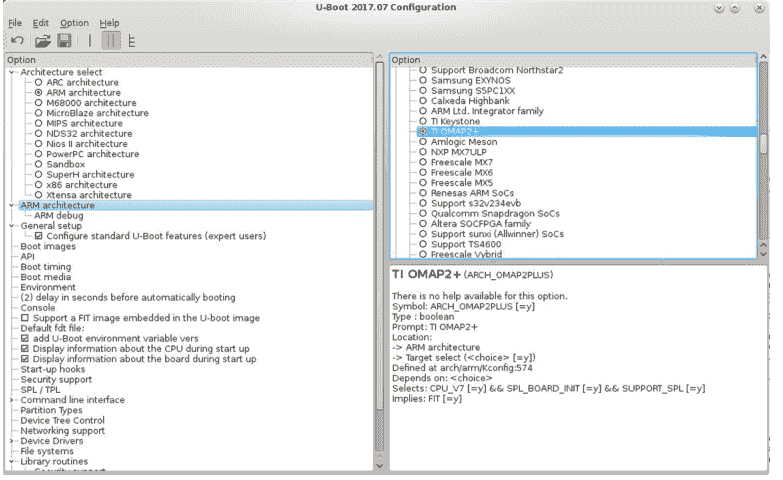 U-Boot 2017.07 Configuration
File Edit Option Help
Option
Architecture select
ARC architecture
ARM architecture
M68000 architecture
MicroBlaze architecture
MIPS architecture
NDS32 architecture
Nios II architecture
PowerPC architecture
Sandbox
SuperH architecture
x86 architecture
Xtensa architecture
ARM architecture
ARM debug
General setup
Configure standard U-Boot features (expert users)
Boot images
API
Boot timing
Boot media
Environment
(2) delay in seconds before automatically booting
Console
Support a FIT image embedded in the U-boot image
Default fdt file:
add U-Boot environment variable vers
Display information about the CPU during start up
Display information about the board during start up
Start-up hooks
Security support
SPL / TPL
Command line interface
Partition Types
Device Tree Control
Networking support
Device Drivers
File systems
Library routines
Security support
Option
Support Broadcom Northstar2
Samsung EXYNOS
Samsung S5PC1XX
Calxeda Highbank
ARM Ltd. Integrator family
TI Keystone
TI OMAP2+
Amlogic Meson
NXP MX7ULP
Freescale MX7
Freescale MX6
Freescale MX5
Renesas ARM SoCs
Support s32v234evb
Qualcomm Snapdragon SoCs
Altera SOCFPGA family
Support sunxi (Allwinner) SoCs
Support TS4600
Freescale Vybrid
TI OMAP2+ (ARCH_OMAP2PLUS)
There is no help available for this option.
Symbol: ARCH_OMAP2PLUS [=y]
Type : boolean
Prompt: TI OMAP2+
Location:
-> ARM architecture
-> Target select (<choice> [=y])
Defined at arch/arm/Kconfig:574
Depends on: <choice>
Selects: CPU_V7 [=y] && SPL_BOARD_INIT [=y] && SUPPORT_SPL [=y]
Implies: FIT [=y]